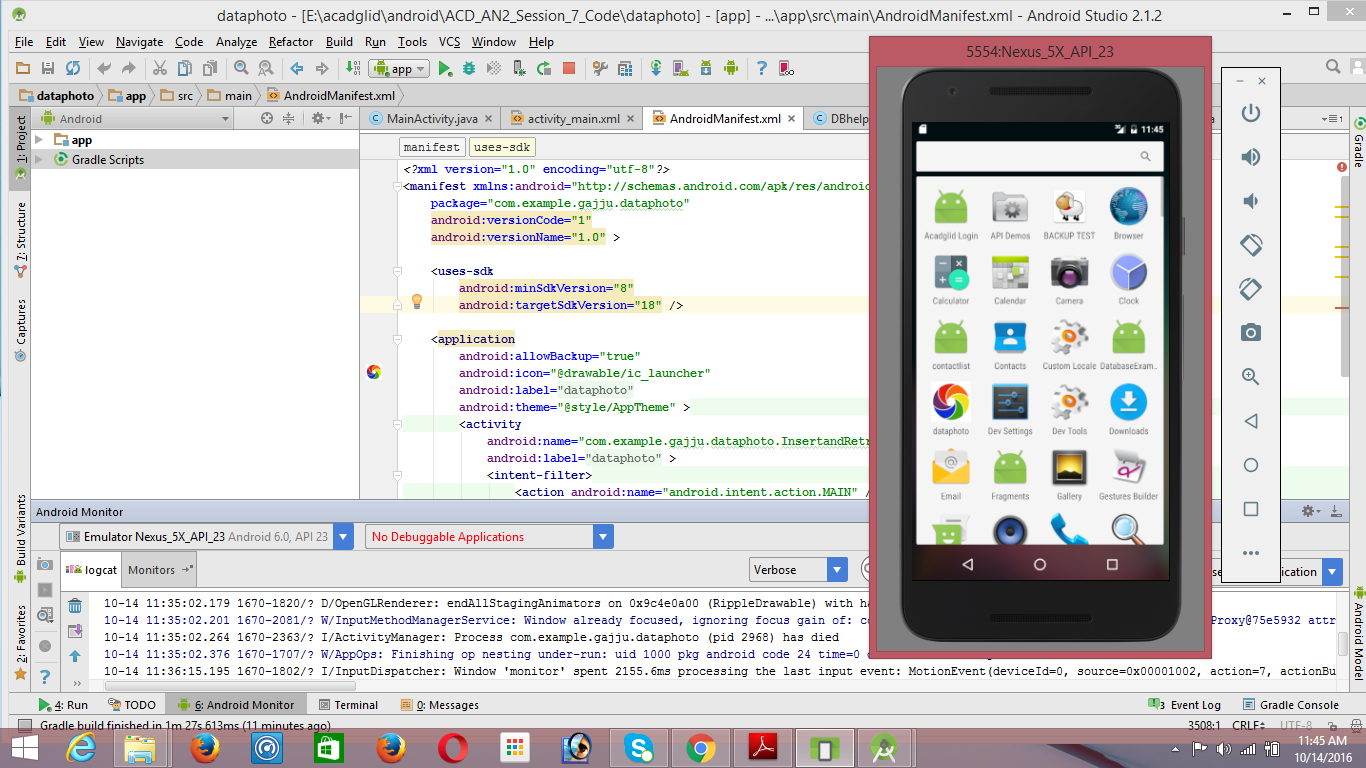 dataphoto - [E:\acadglid\android\ACD_AN2_Session_7_Code\dataphoto] - [app] - ...\app\src\main\AndroidManifest.xml - Android Studio 2.1.2
File Edit View Navigate Code Analyze Refactor Build Run Tools VCS Window Help
app
dataphoto app src main AndroidManifest.xml
Android
MainActivity.java activity_main.xml AndroidManifest.xml DBhelp
1: Project
7: Structure
Captures
Build Variants
2: Favorites
app
Gradle Scripts
manifest uses-sdk
<?xml version="1.0" encoding="utf-8"?>
<manifest xmlns:android="http://schemas.android.com/apk/res/android
package="com.example.gajju.dataphoto"
android:versionCode="1"
android:versionName="1.0" >
<uses-sdk
android:minSdkVersion="8"
android:targetSdkVersion="18" />
<application
android:allowBackup="true"
android:icon="@drawable/ic_launcher"
android:label="dataphoto"
android:theme="@style/AppTheme" >
<activity
android:name="com.example.gajju.dataphoto.InsertandRetr
android:label="dataphoto" >
<intent-filter>
<action android:name="android.intent.action.MAIN" /
5554:Nexus_5X_API_23
11:45
Acadglid Login API Demos BACKUP TEST Browser
Calculator Calendar Camera Clock
contactlist Contacts Custom Locale DatabaseExam...
dataphoto Dev Settings Dev Tools Downloads
Email Fragments Gallery Gestures Builder
Gradle
Android Model
Android Monitor
Emulator Nexus_5X_API_23 Android 6.0, API 23 No Debuggable Applications
logcat Monitors Verbose
10-14 11:35:02.179 1670-1820/? D/OpenGLRenderer: endAllStagingAnimators on 0x9c4e0a00 (RippleDrawable) with ha
10-14 11:35:02.201 1670-2081/? W/InputMethodManagerService: Window already focused, ignoring focus gain of: co Proxy@75e5932 attr
10-14 11:35:02.264 1670-2363/? I/ActivityManager: Process com.example.gajju.dataphoto (pid 2968) has died
10-14 11:35:02.376 1670-1707/? W/AppOps: Finishing op nesting under-run: uid 1000 pkg android code 24 time=0
10-14 11:36:15.195 1670-1802/? I/InputDispatcher: Window 'monitor' spent 2155.6ms processing the last input event: MotionEvent(deviceId=0, source=0x00001002, action=7, actionBu
4: Run TODO 6: Android Monitor Terminal 0: Messages 3 Event Log Gradle Console
Gradle build finished in 1m 27s 613ms (11 minutes ago) 3508:1 CRLF UTF-8
11:45 AM
10/14/2016